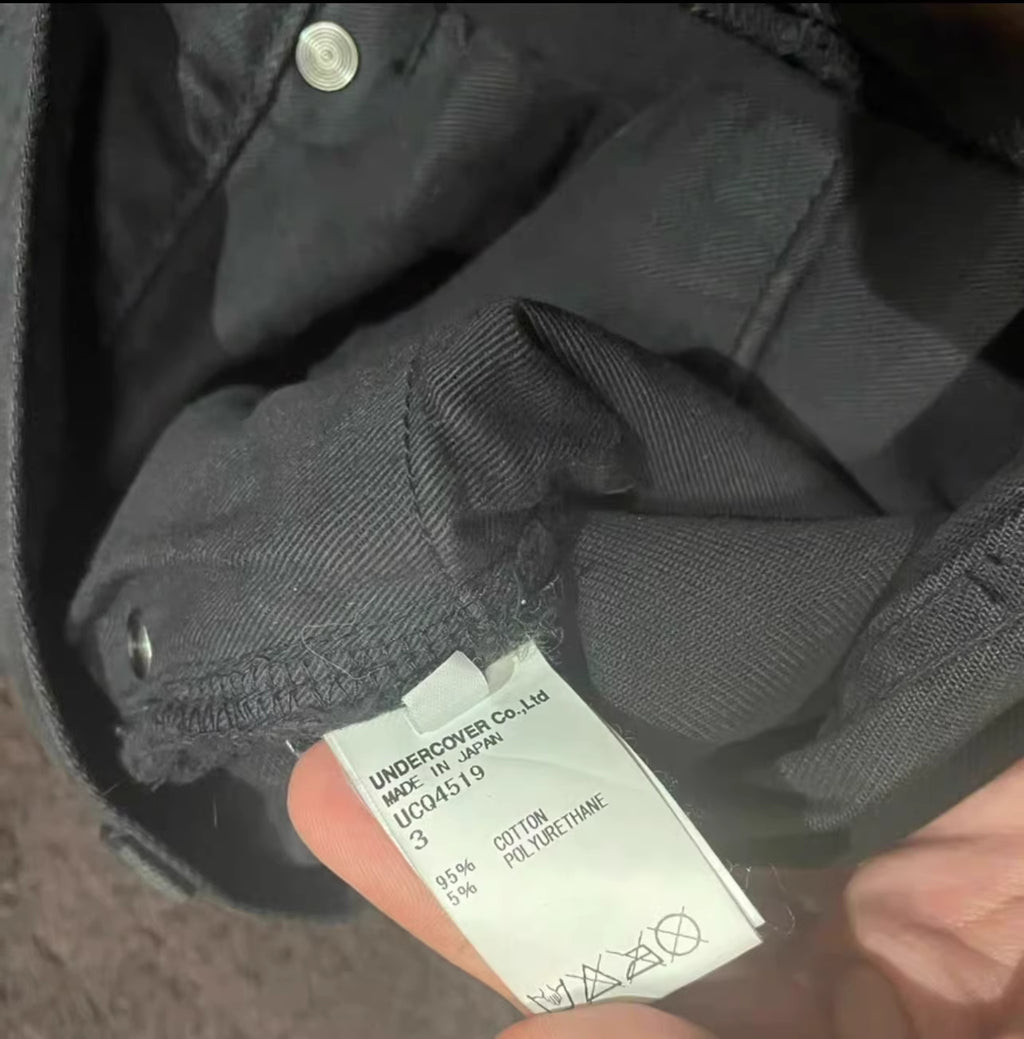 UNDERCOVER Co.,Ltd
MADE IN JAPAN
UCQ4519
3
95% COTTON
5% POLYURETHANE